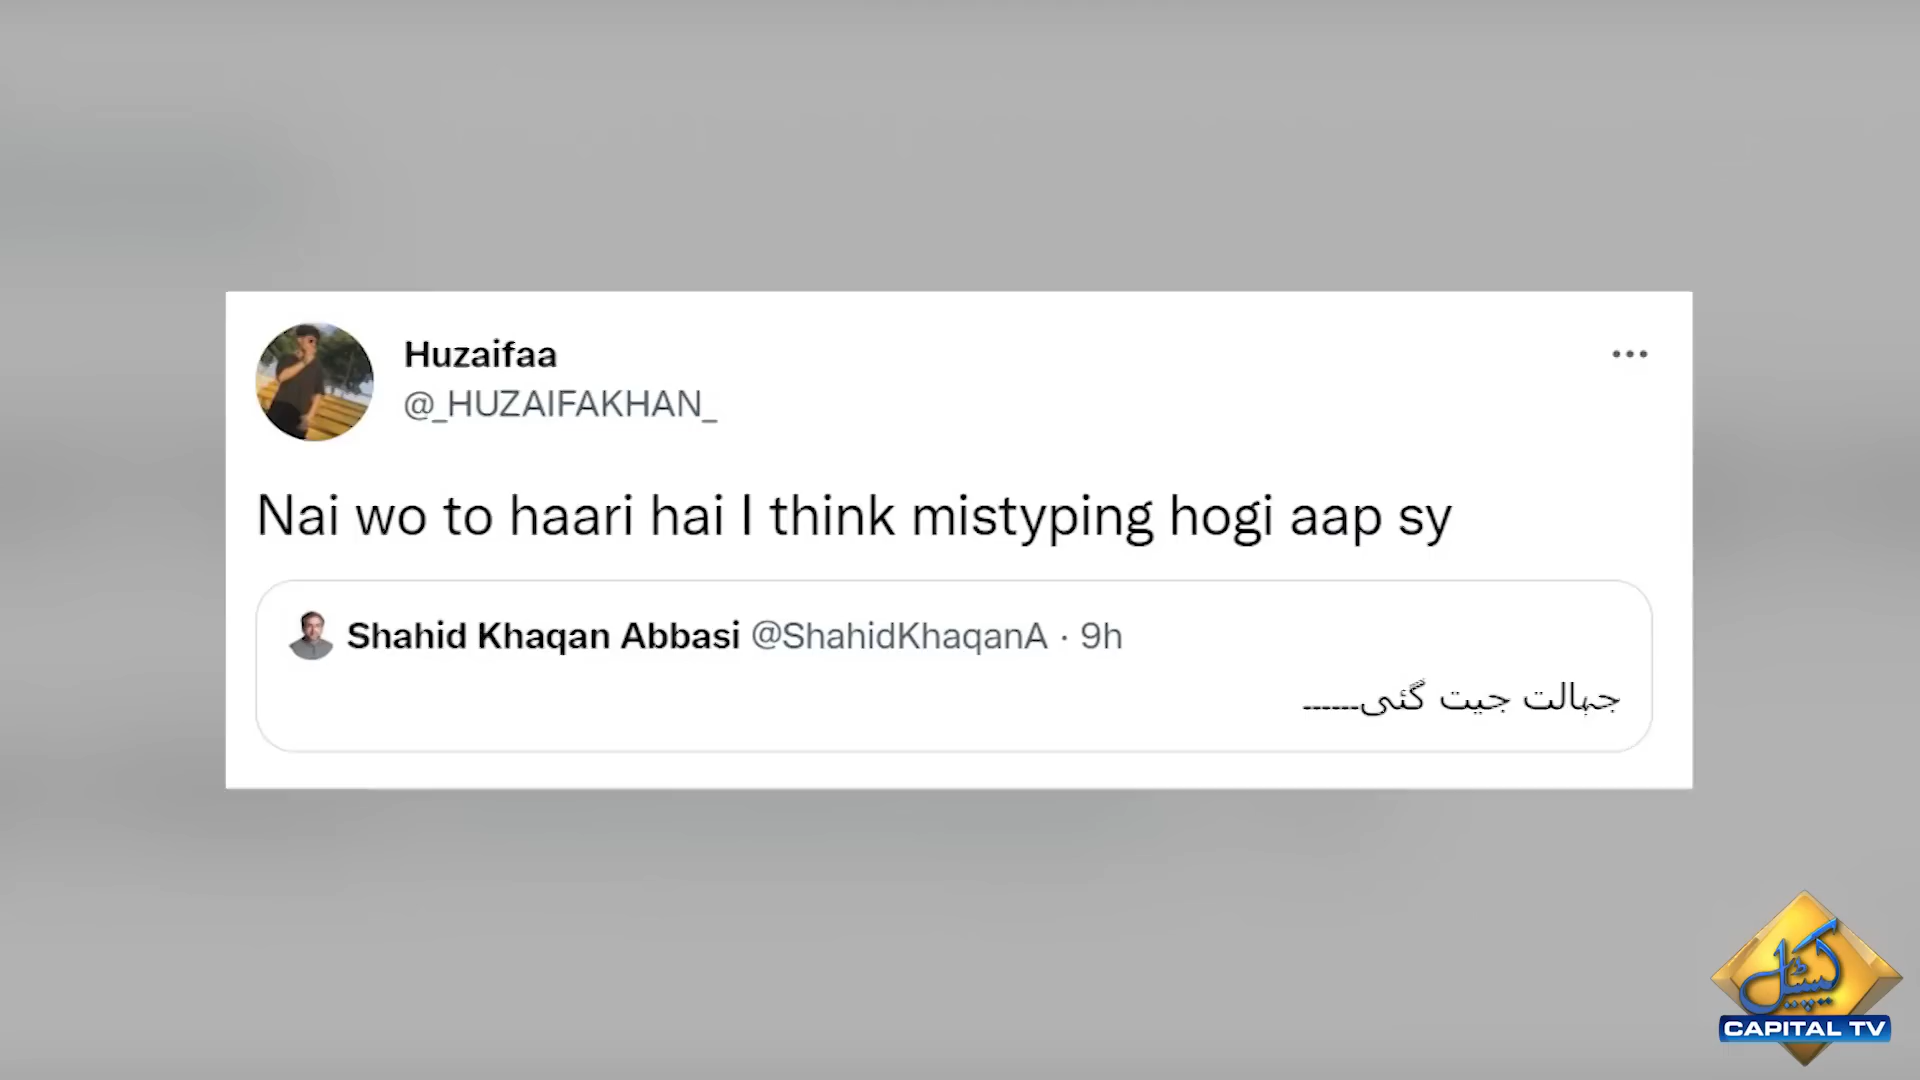 Huzaifaa
@_HUZAIFAKHAN_
Nai wo to haari hai I think mistyping hogi aap sy
Shahid Khaqan Abbasi @ShahidKhaqanA · 9h
جہالت جیت گئی۔۔۔۔۔۔
کیپیٹل
CAPITAL TV